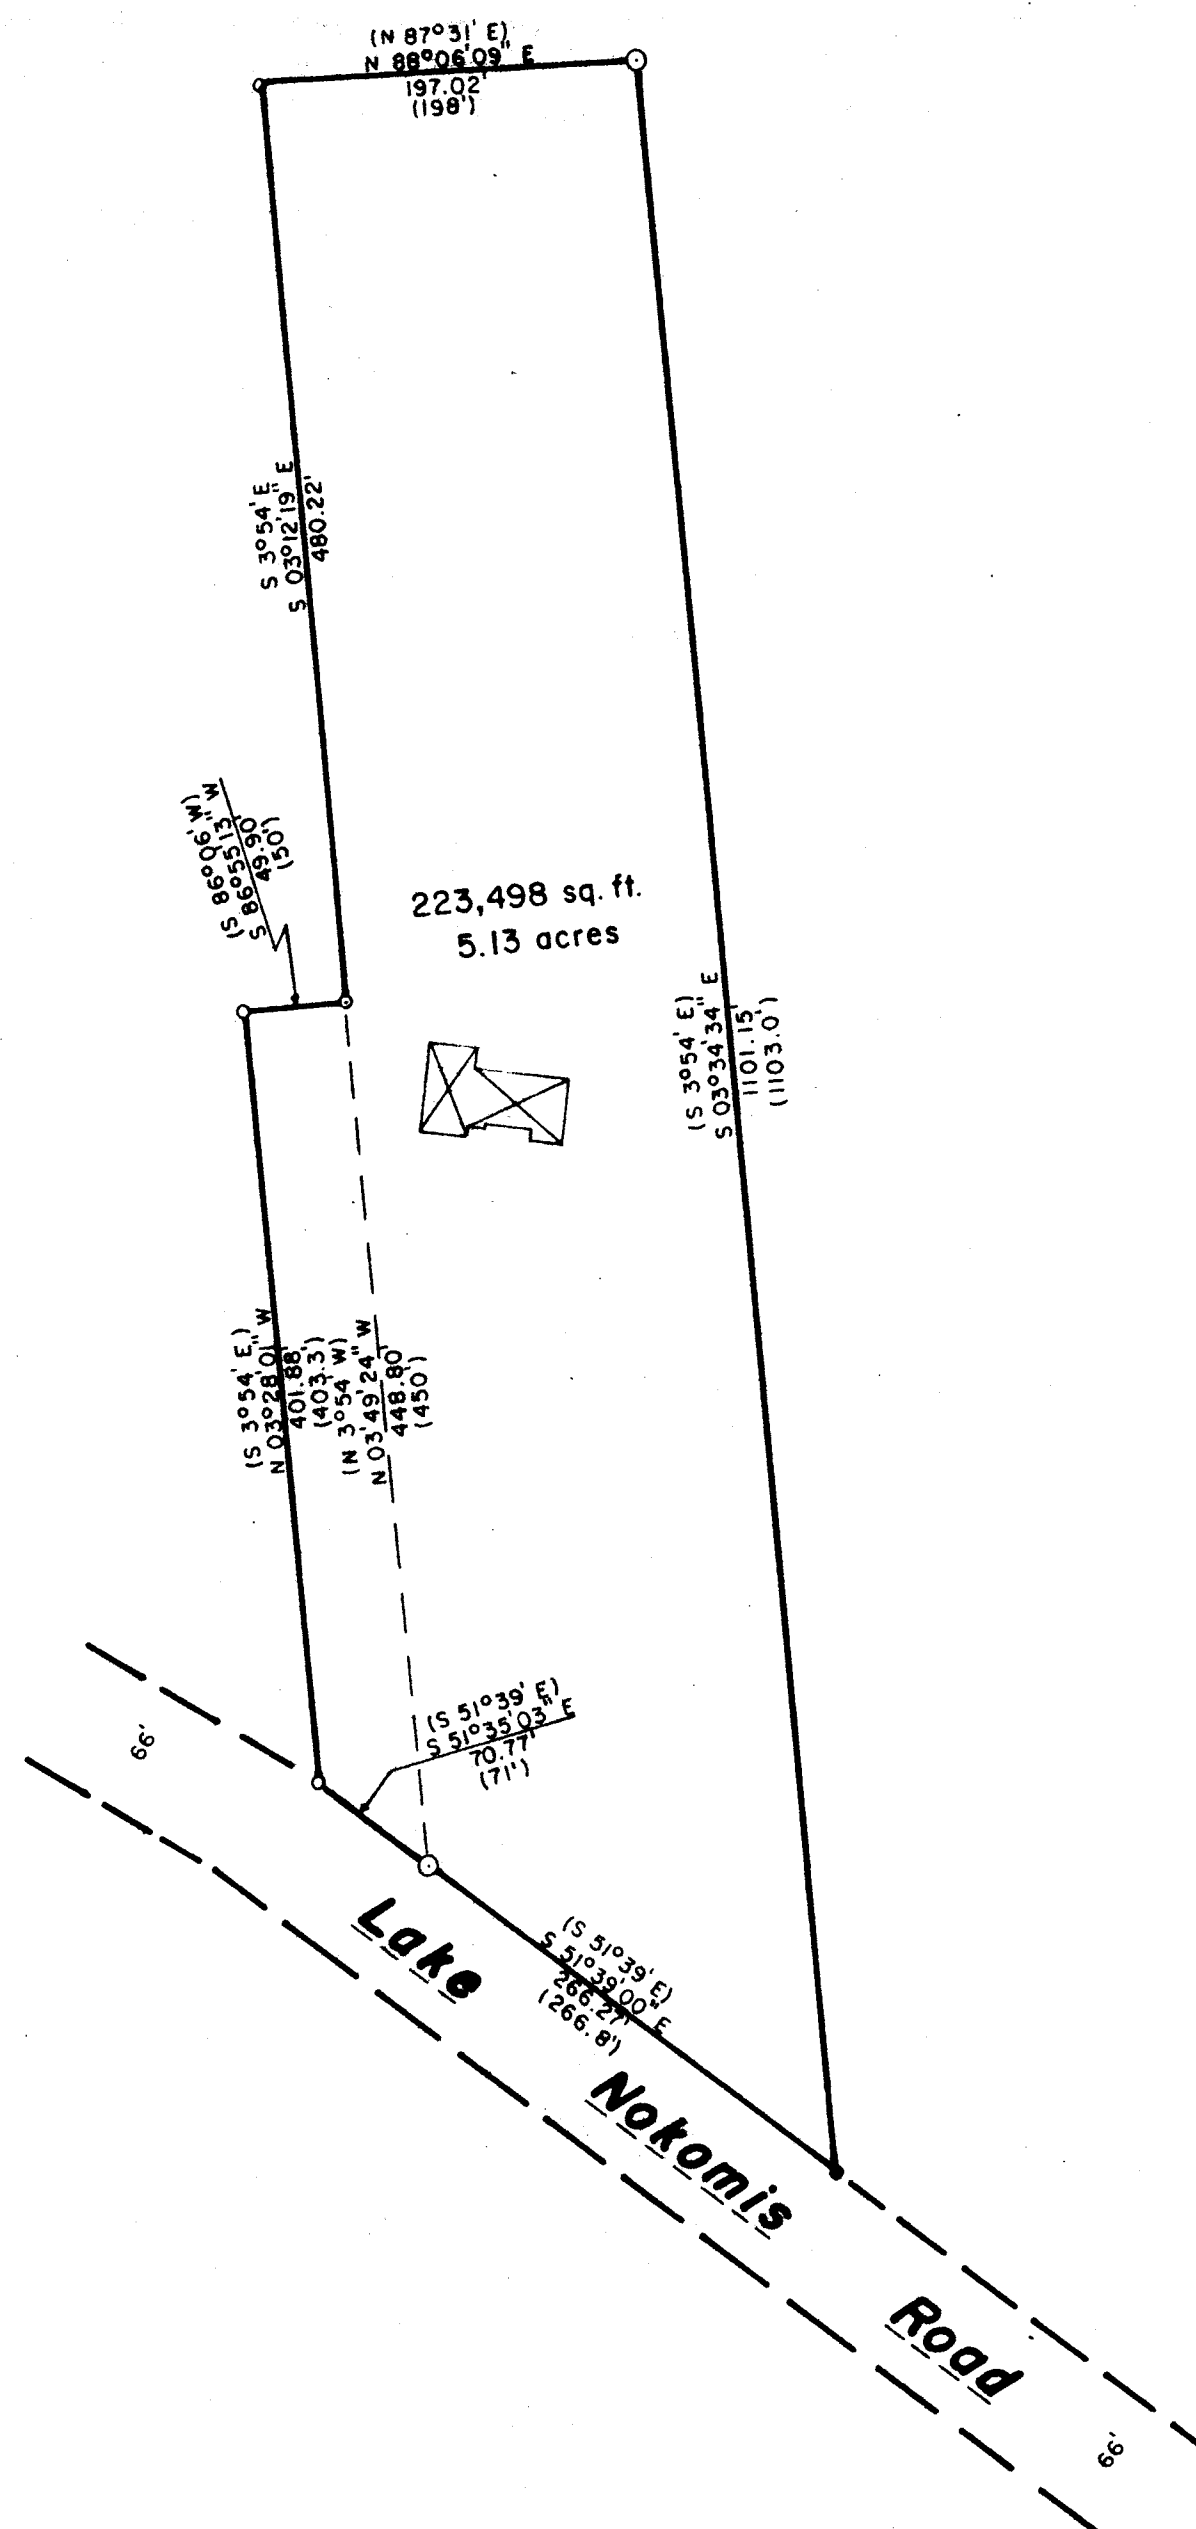 (N 87°31' E)
N 88°06'09" E
197.02'
(198')
S 3°54' E
S 03°12'19" E
480.22'
(S 86°06' W)
S 86°55'13" W
49.90'
(50')
223,498 sq. ft.
5.13 acres
(S 3°54' E)
S 03°34'34" E
1101.15'
(1103.0')
(S 3°54' E)
N 03°28'01" W
401.88'
(403.3')
(N 3°54' W)
N 03'49'24" W
448.80'
(450')
(S 51°39' E)
S 51°35'03" E
70.77'
(71')
66'
(S 51°39' E)
S 51°39'00" E
266.27'
(266.8')
Lake Nokomis Road
66'